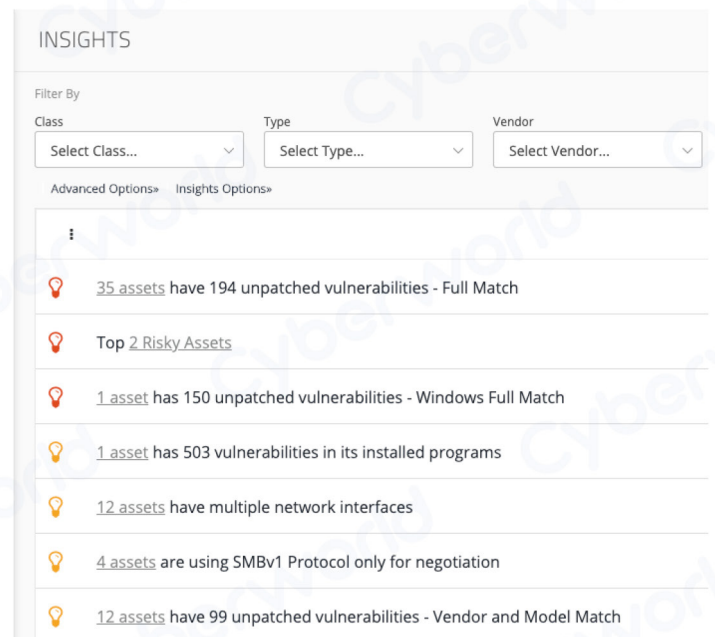 INSIGHTS
Filter By
Class Type Vendor
Select Class... Select Type... Select Vendor...
Advanced Options» Insights Options»
35 assets have 194 unpatched vulnerabilities - Full Match
Top 2 Risky Assets
1 asset has 150 unpatched vulnerabilities - Windows Full Match
1 asset has 503 vulnerabilities in its installed programs
12 assets have multiple network interfaces
4 assets are using SMBv1 Protocol only for negotiation
12 assets have 99 unpatched vulnerabilities - Vendor and Model Match
Cyberworld